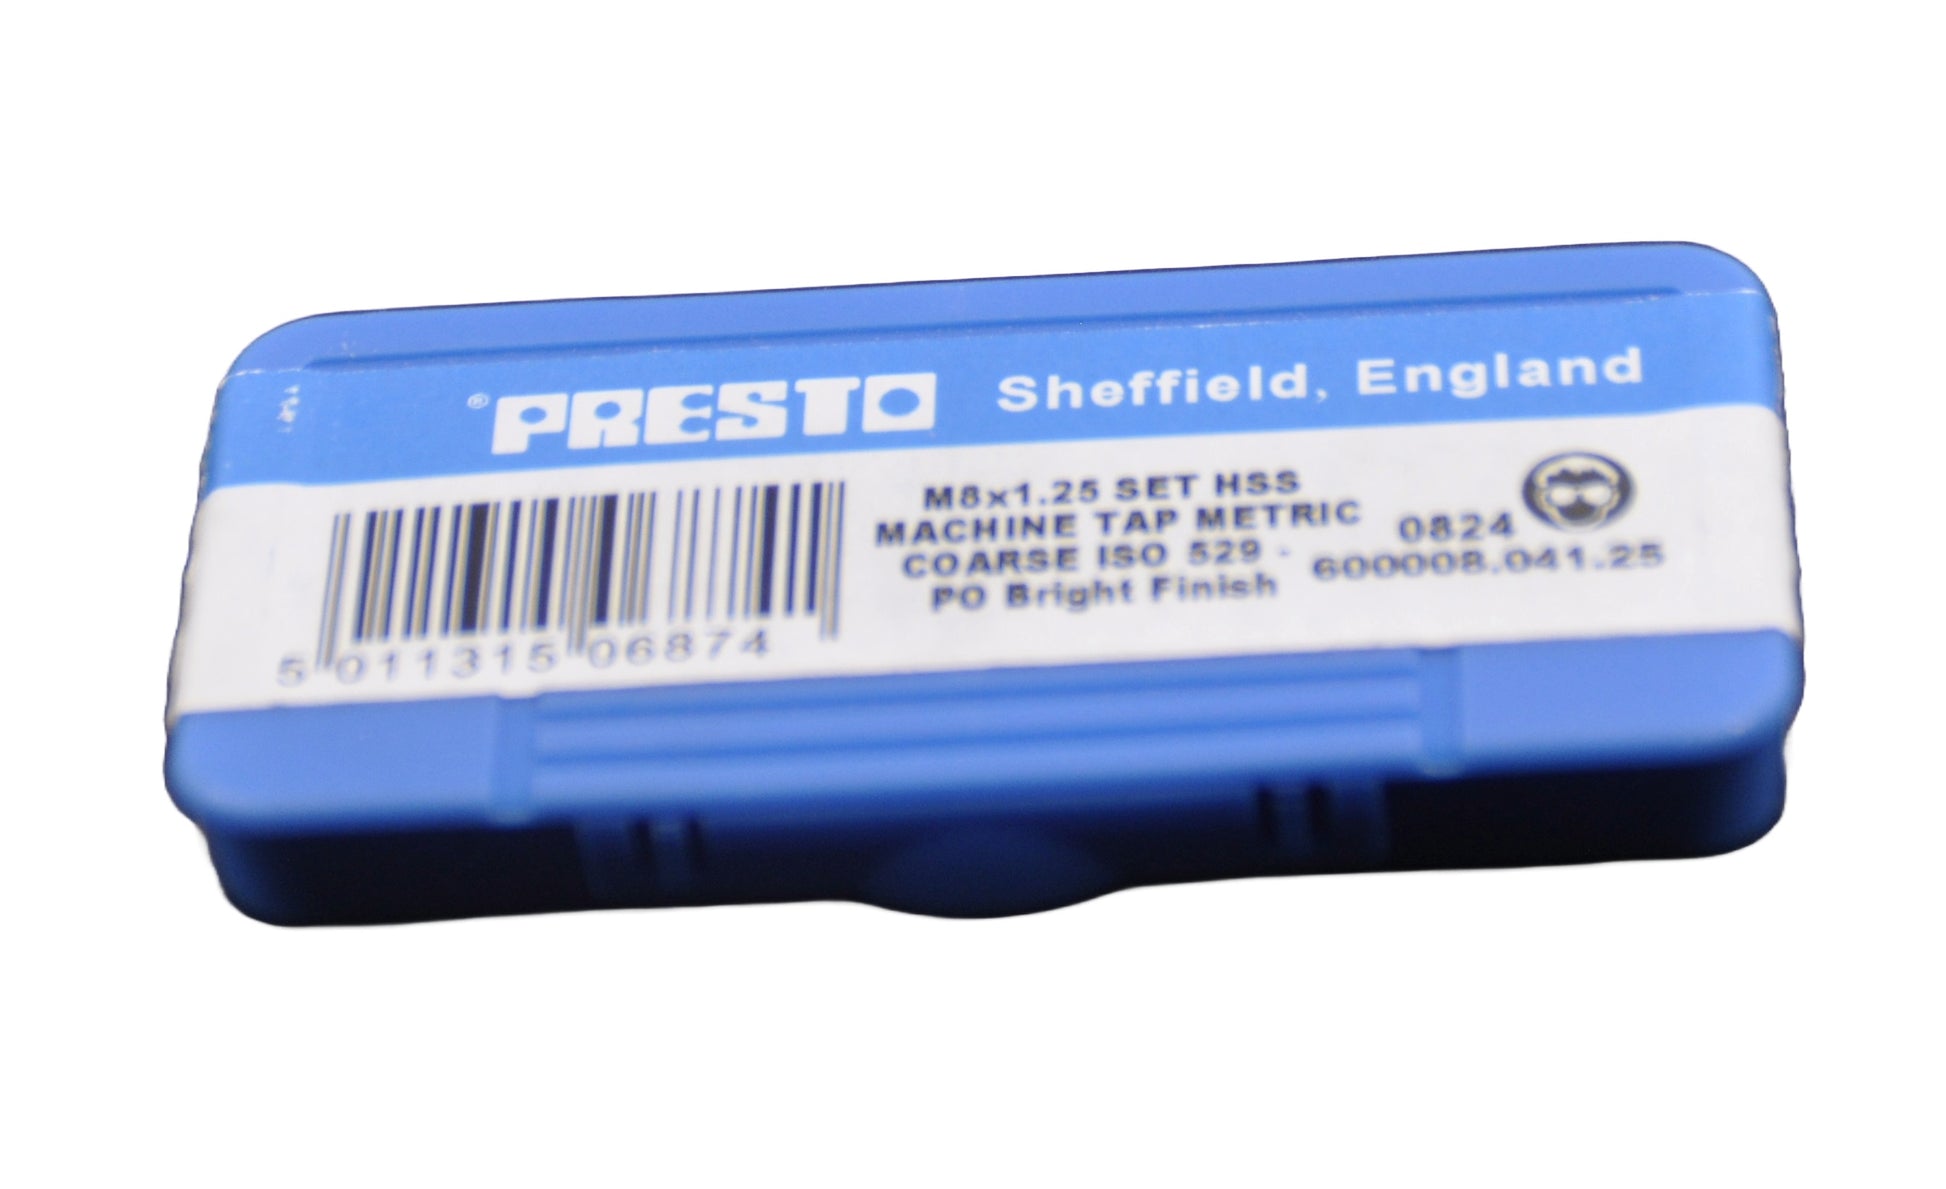 ® PRESTO Sheffield, England
M8x1.25 SET HSS
MACHINE TAP METRIC
COARSE ISO 529 -
PO Bright Finish
0824
600008.041.25
5 011315 06874